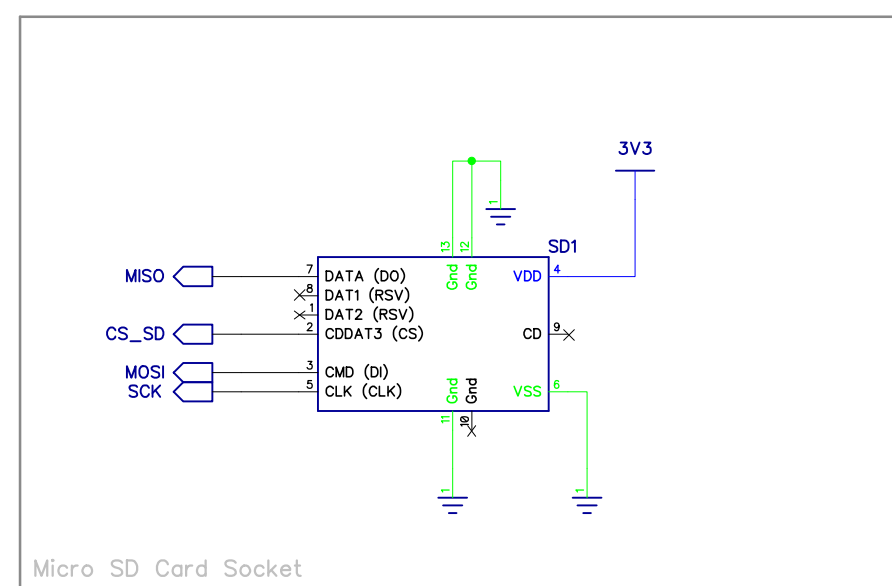 3V3
1
13
12
SD1
MISO
7
DATA (DO)
Gnd
Gnd
VDD
4
8
DAT1 (RSV)
1
DAT2 (RSV)
CS_SD
2
CDDAT3 (CS)
CD
9
MOSI
3
CMD (DI)
SCK
5
CLK (CLK)
Gnd
Gnd
VSS
6
11
10
1
1
Micro SD Card Socket